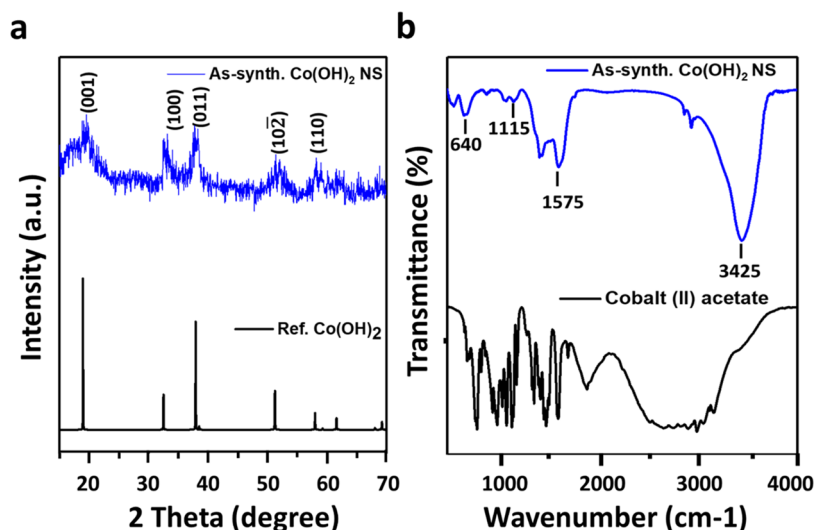 a
As-synth. Co(OH)₂ NS
(001)
(100)
(011)
(1̅02̅)
(110)
Ref. Co(OH)2
Intensity (a.u.)
20 30 40 50 60 70
2 Theta (degree)
b
As-synth. Co(OH)₂ NS
640
1115
1575
3425
Cobalt (II) acetate
Transmittance (%)
1000 2000 3000 4000
Wavenumber (cm-1)